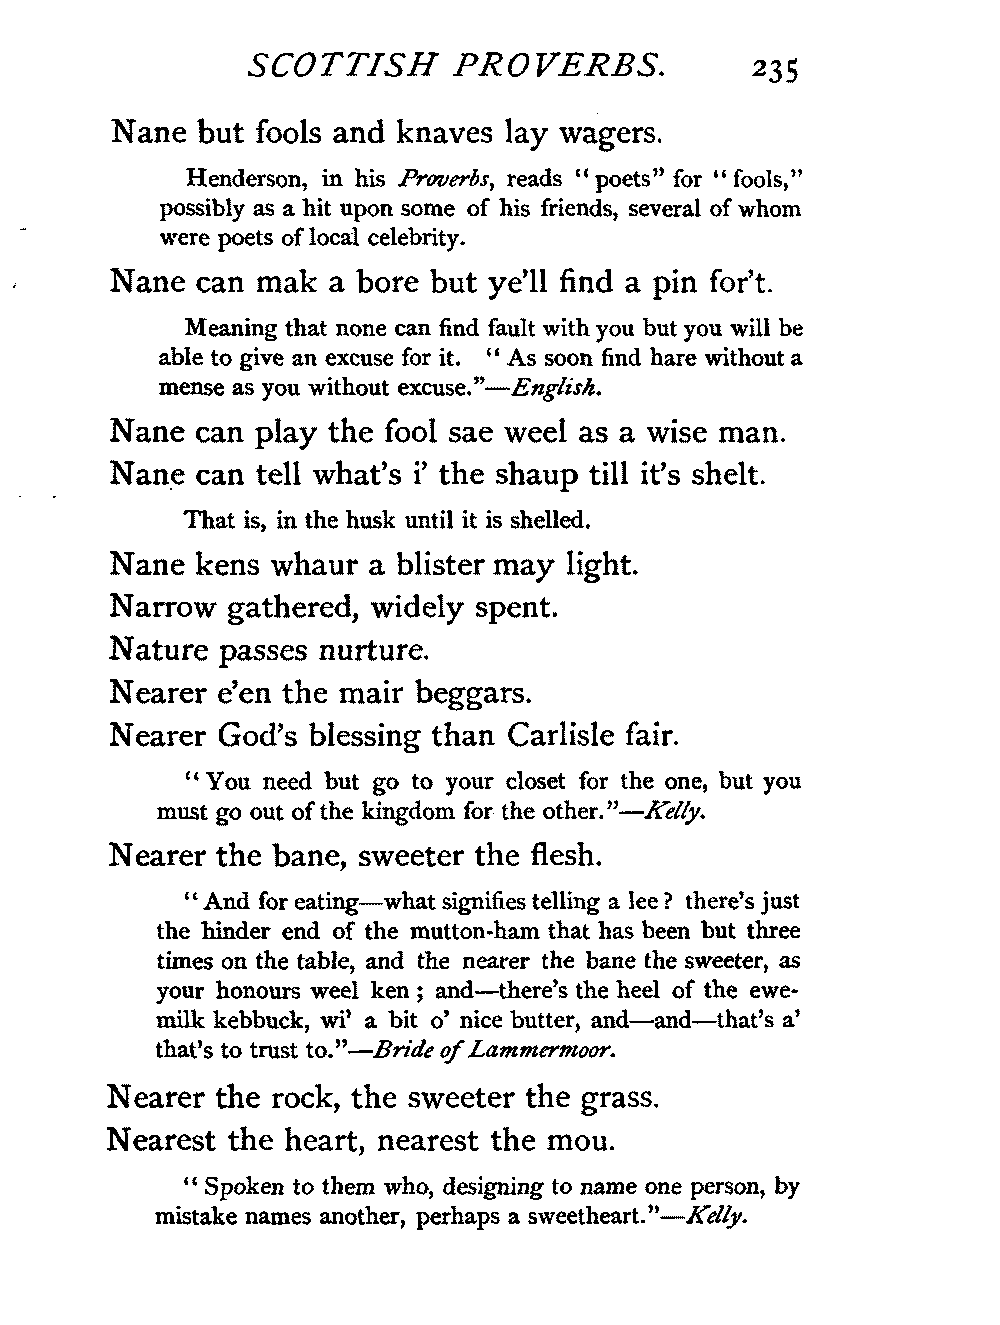 SCOTTISH PROVERBS. 235
Nane but fools and knaves lay wagers.
Henderson, in his Proverbs, reads "poets" for "fools,"
possibly as a hit upon some of his friends, several of whom
were poets of local celebrity.
Nane can mak a bore but ye'll find a pin for't.
Meaning that none can find fault with you but you will be
able to give an excuse for it. "As soon find hare without a
mense as you without excuse."—English.
Nane can play the fool sae weel as a wise man.
Nane can tell what's i' the shaup till it's shelt.
That is, in the husk until it is shelled.
Nane kens whaur a blister may light.
Narrow gathered, widely spent.
Nature passes nurture.
Nearer e'en the mair beggars.
Nearer God's blessing than Carlisle fair.
"You need but go to your closet for the one, but you
must go out of the kingdom for the other."—Kelly.
Nearer the bane, sweeter the flesh.
"And for eating—what signifies telling a lee? there's just
the hinder end of the mutton-ham that has been but three
times on the table, and the nearer the bane the sweeter, as
your honours weel ken; and—there's the heel of the ewe-
milk kebbuck, wi' a bit o' nice butter, and—and—that's a'
that's to trust to."—Bride of Lammermoor.
Nearer the rock, the sweeter the grass.
Nearest the heart, nearest the mou.
"Spoken to them who, designing to name one person, by
mistake names another, perhaps a sweetheart."—Kelly.